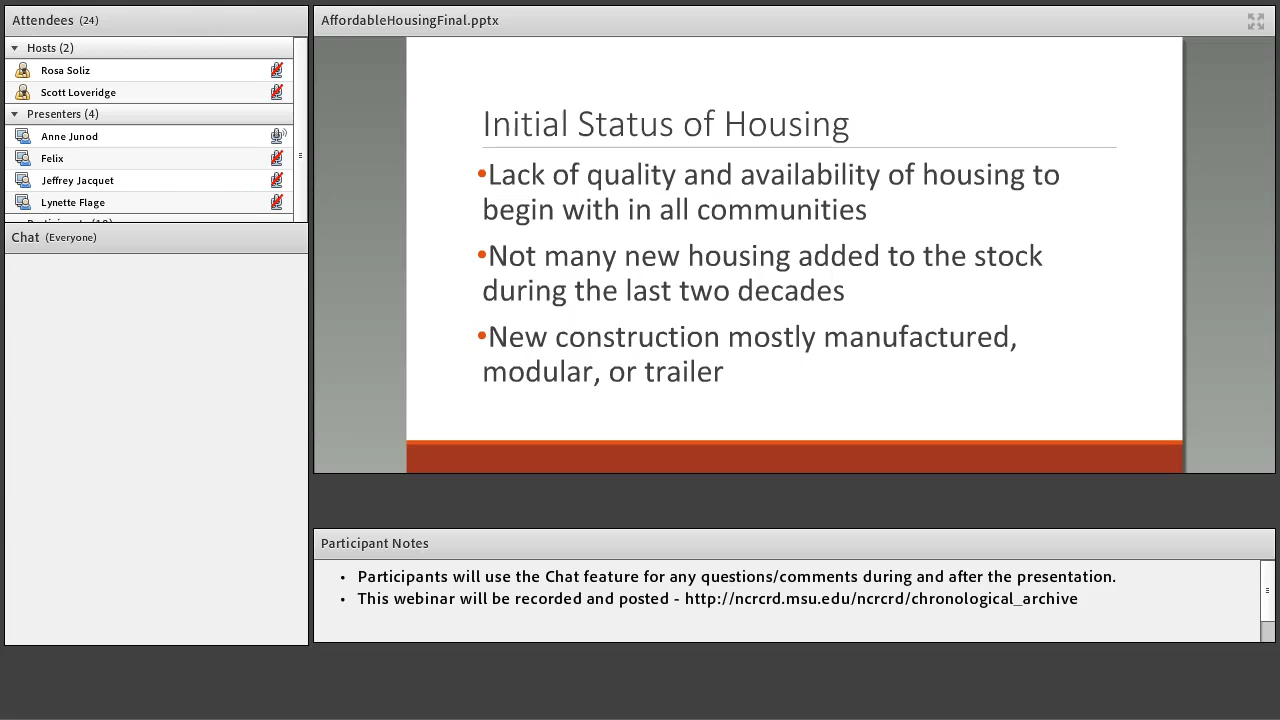 Attendees (24)
Hosts (2)
Rosa Soliz
Scott Loveridge
Presenters (4)
Anne Junod
Felix
Jeffrey Jacquet
Lynette Flage
Chat (Everyone)
AffordableHousingFinal.pptx
Initial Status of Housing
•Lack of quality and availability of housing to
begin with in all communities
•Not many new housing added to the stock
during the last two decades
•New construction mostly manufactured,
modular, or trailer
Participant Notes
• Participants will use the Chat feature for any questions/comments during and after the presentation.
• This webinar will be recorded and posted - http://ncrcrd.msu.edu/ncrcrd/chronological_archive